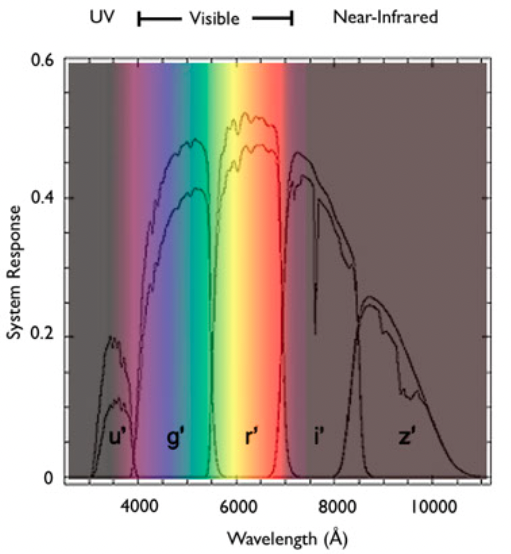 UV Visible Near-Infrared
0.6
0.4
0.2
0
System Response
u' g' r' i' z'
4000 6000 8000 10000
Wavelength (Å)